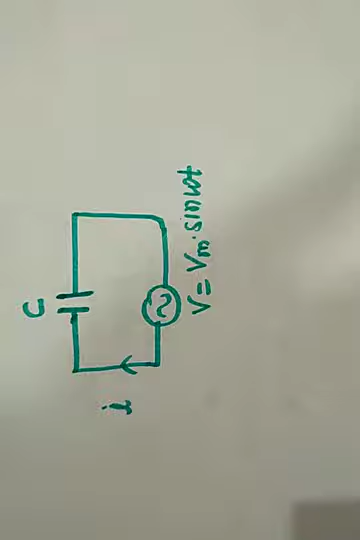 C
V = Vm. sinωt
i